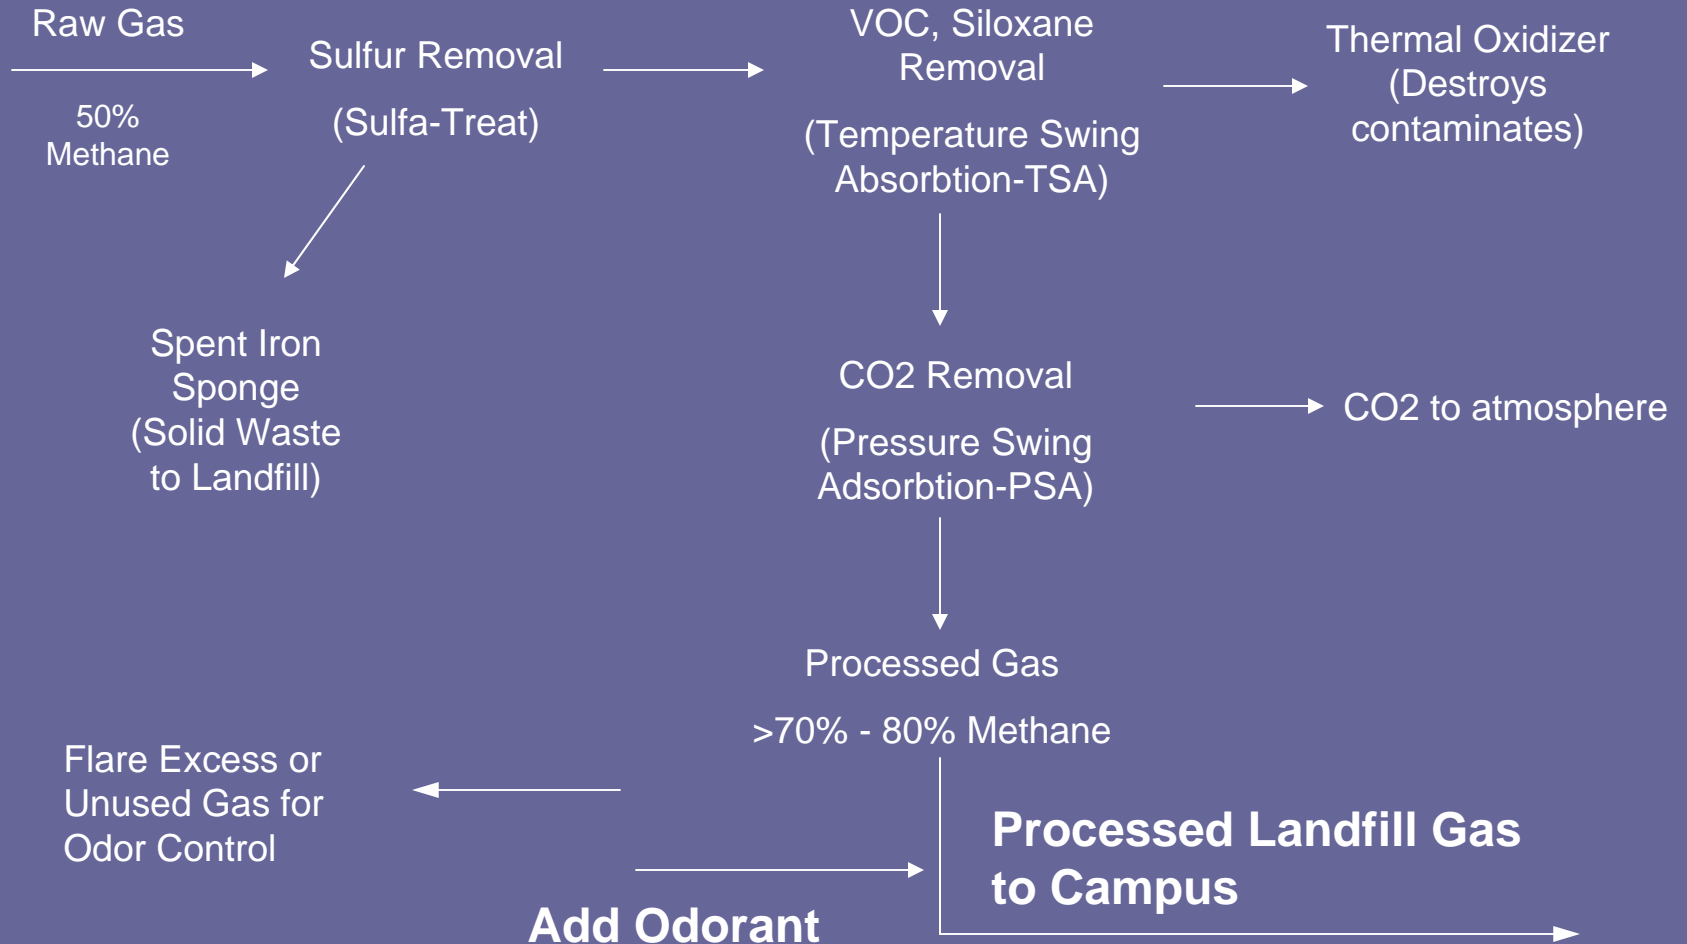 Raw Gas
50%
Methane
Sulfur Removal
(Sulfa-Treat)
VOC, Siloxane
Removal
(Temperature Swing
Absorbtion-TSA)
Thermal Oxidizer
(Destroys
contaminates)
Spent Iron
Sponge
(Solid Waste
to Landfill)
CO2 Removal
(Pressure Swing
Adsorbtion-PSA)
CO2 to atmosphere
Processed Gas
>70% - 80% Methane
Flare Excess or
Unused Gas for
Odor Control
Add Odorant
Processed Landfill Gas
to Campus